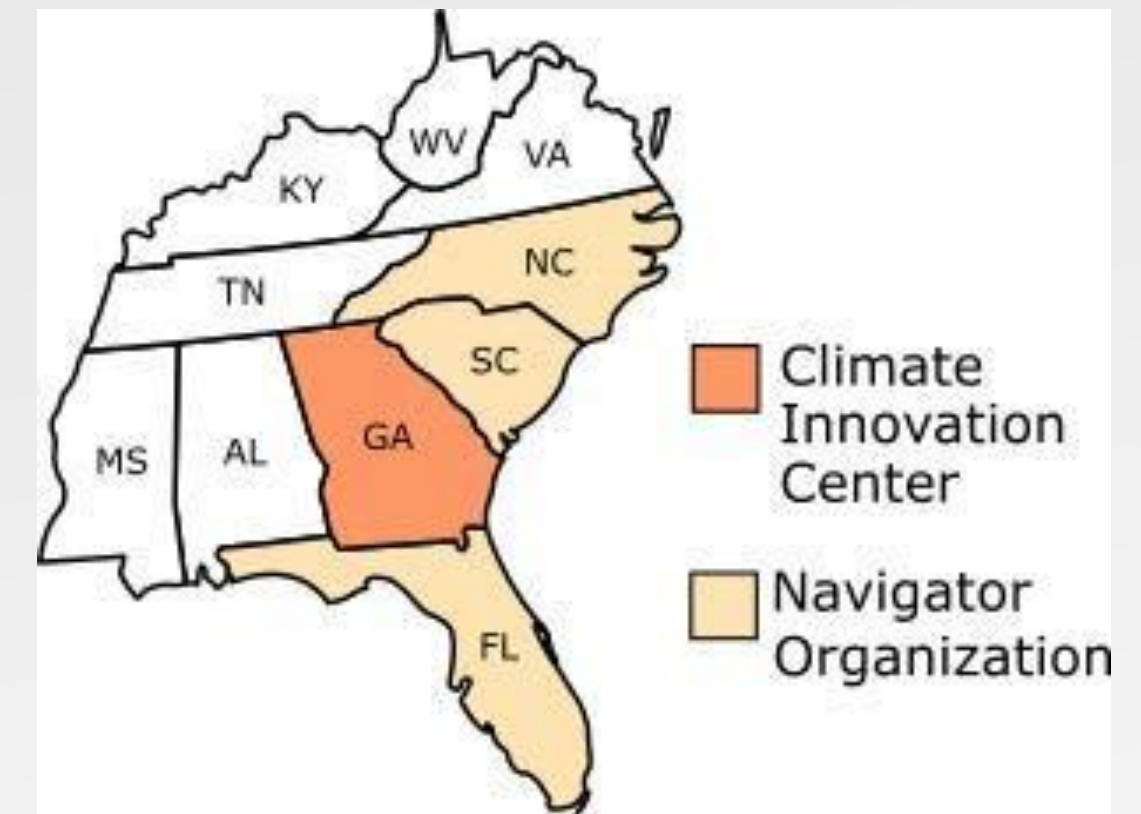 WV
VA
KY
NC
TN
SC
GA
MS
AL
FL
Climate
Innovation
Center
Navigator
Organization